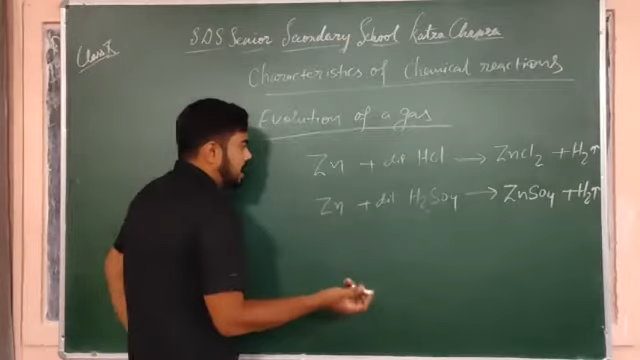 SDS Senior Secondary School Katra Chapra
Class X
Characteristics of Chemical reactions
Evolution of a gas
Zn + dil HCl → ZnCl2 + H2↑
Zn + dil H2SO4 → ZnSO4 + H2↑